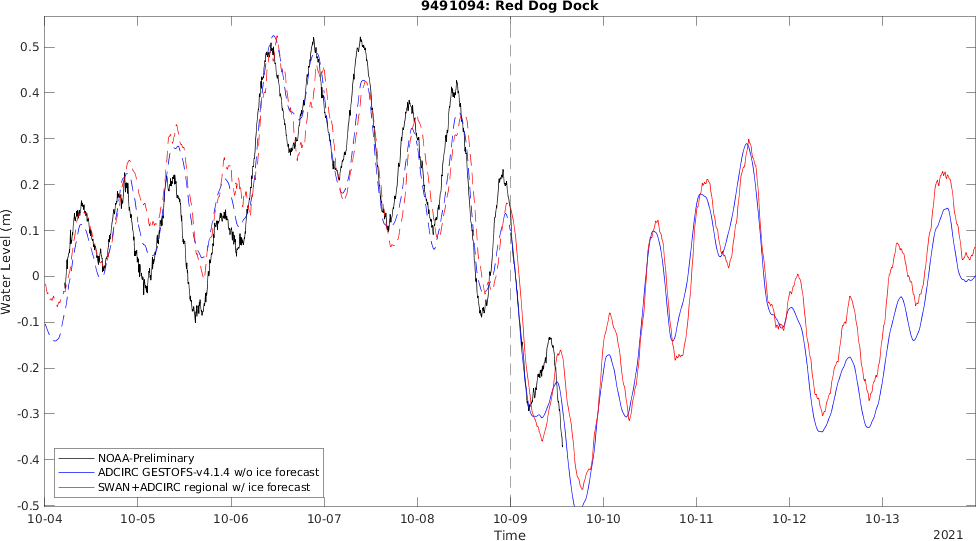 9491094: Red Dog Dock
Water Level (m)
0.5
0.4
0.3
0.2
0.1
0
-0.1
-0.2
-0.3
-0.4
-0.5
NOAA-Preliminary
ADCIRC GESTOFS-v4.1.4 w/o ice forecast
SWAN+ADCIRC regional w/ ice forecast
10-04 10-05 10-06 10-07 10-08 10-09 10-10 10-11 10-12 10-13
Time
2021